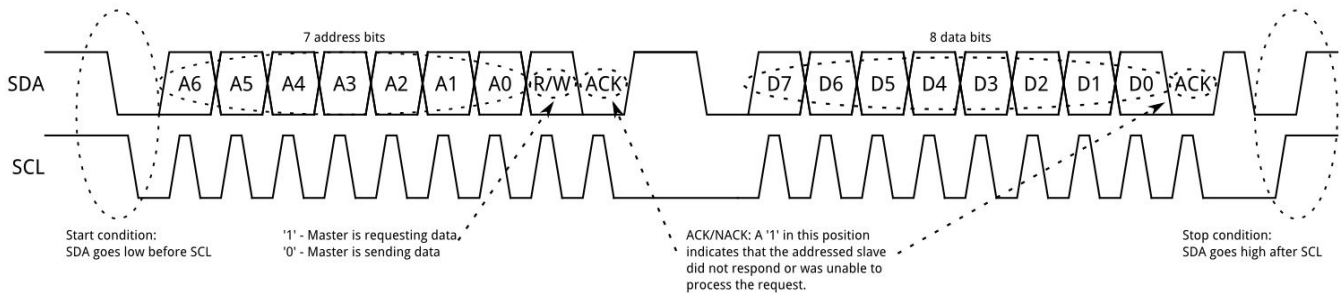 7 address bits
8 data bits
SDA A6 A5 A4 A3 A2 A1 A0 R/W ACK D7 D6 D5 D4 D3 D2 D1 D0 ACK
SCL
Start condition:
SDA goes low before SCL
'1' - Master is requesting data
'0' - Master is sending data
ACK/NACK: A '1' in this position
indicates that the addressed slave
did not respond or was unable to
process the request.
Stop condition:
SDA goes high after SCL